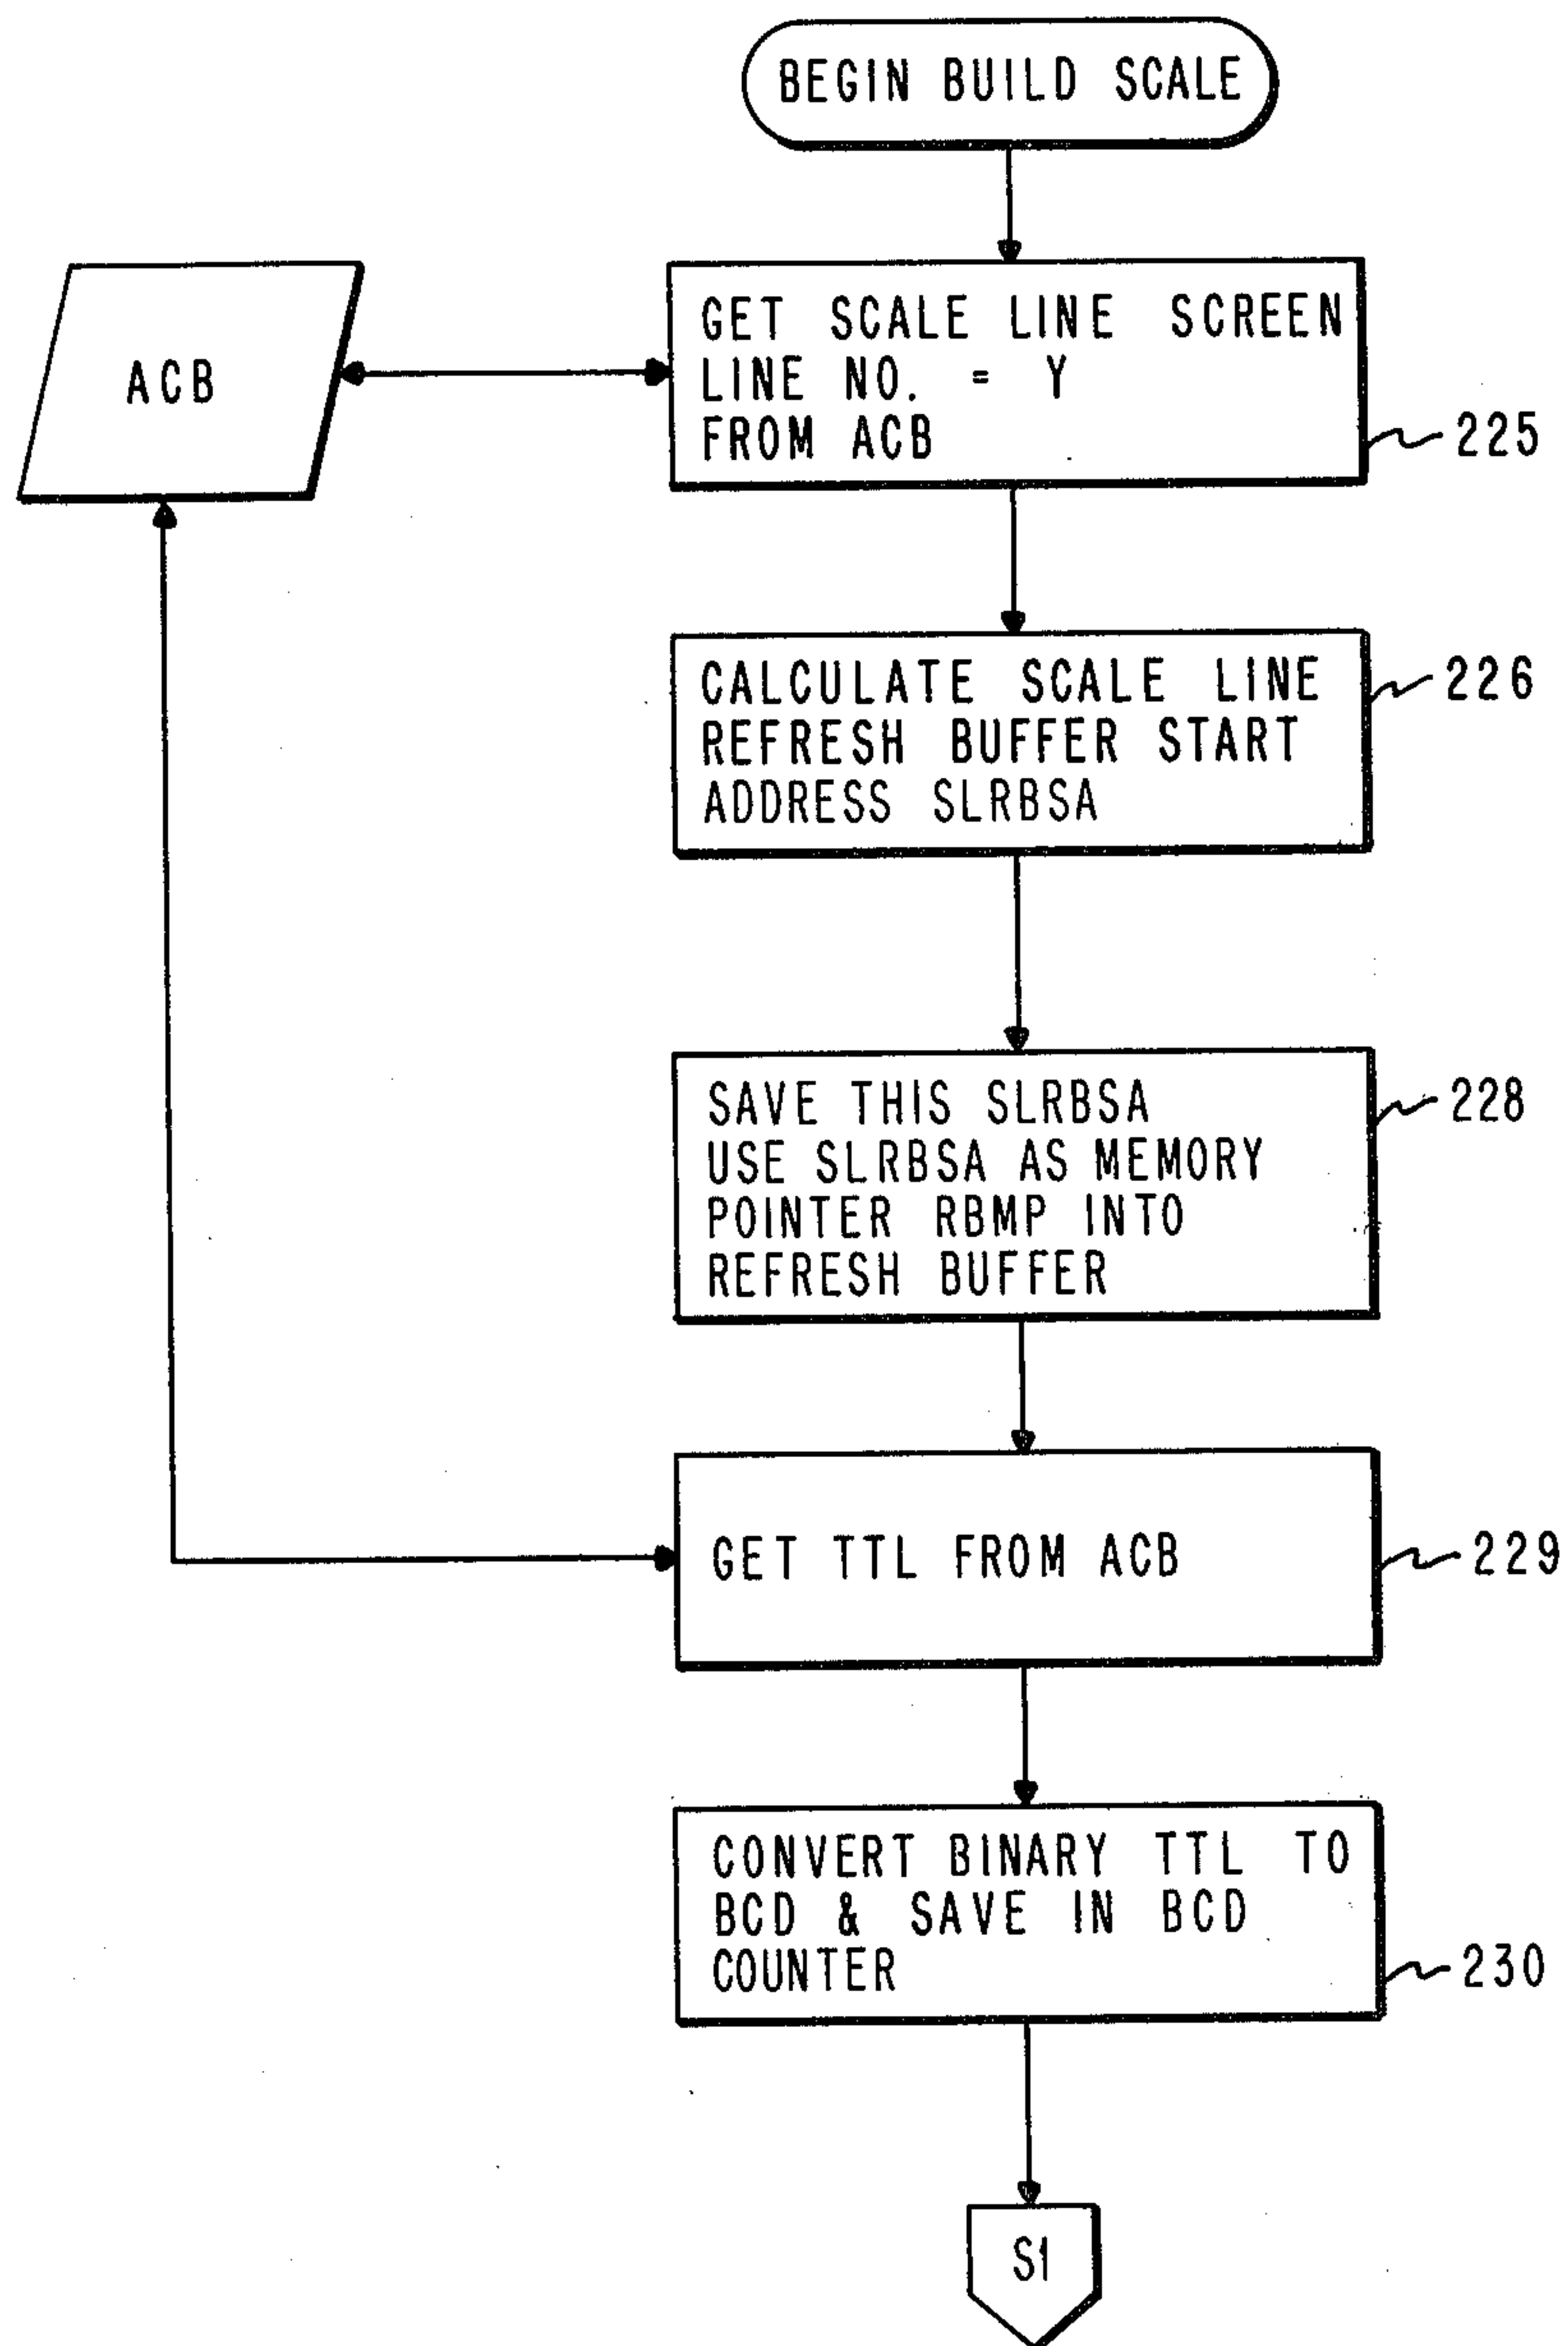 BEGIN BUILD SCALE
ACB
GET SCALE LINE SCREEN
LINE NO. = Y
FROM ACB
225
CALCULATE SCALE LINE
REFRESH BUFFER START
ADDRESS SLRBSA
226
SAVE THIS SLRBSA
USE SLRBSA AS MEMORY
POINTER RBMP INTO
REFRESH BUFFER
228
GET TTL FROM ACB
229
CONVERT BINARY TTL TO
BCD & SAVE IN BCD
COUNTER
230
S1